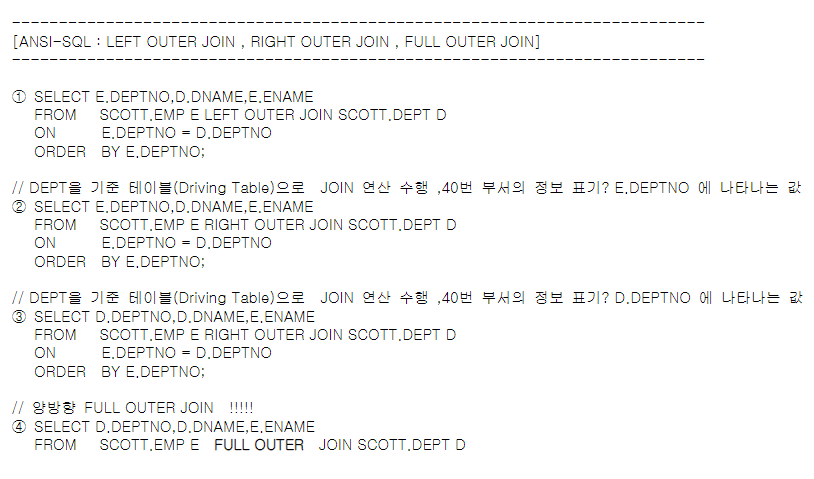 --------------------------------------------------------------------------
[ANSI-SQL : LEFT OUTER JOIN , RIGHT OUTER JOIN , FULL OUTER JOIN]
--------------------------------------------------------------------------
① SELECT E.DEPTNO,D.DNAME,E.ENAME
FROM SCOTT.EMP E LEFT OUTER JOIN SCOTT.DEPT D
ON E.DEPTNO = D.DEPTNO
ORDER BY E.DEPTNO;
// DEPT을 기준 테이블(Driving Table)으로 JOIN 연산 수행 ,40번 부서의 정보 표기? E.DEPTNO 에 나타나는 값
② SELECT E.DEPTNO,D.DNAME,E.ENAME
FROM SCOTT.EMP E RIGHT OUTER JOIN SCOTT.DEPT D
ON E.DEPTNO = D.DEPTNO
ORDER BY E.DEPTNO;
// DEPT을 기준 테이블(Driving Table)으로 JOIN 연산 수행 ,40번 부서의 정보 표기? D.DEPTNO 에 나타나는 값
③ SELECT D.DEPTNO,D.DNAME,E.ENAME
FROM SCOTT.EMP E RIGHT OUTER JOIN SCOTT.DEPT D
ON E.DEPTNO = D.DEPTNO
ORDER BY E.DEPTNO;
// 양방향 FULL OUTER JOIN !!!!!
④ SELECT D.DEPTNO,D.DNAME,E.ENAME
FROM SCOTT.EMP E FULL OUTER JOIN SCOTT.DEPT D